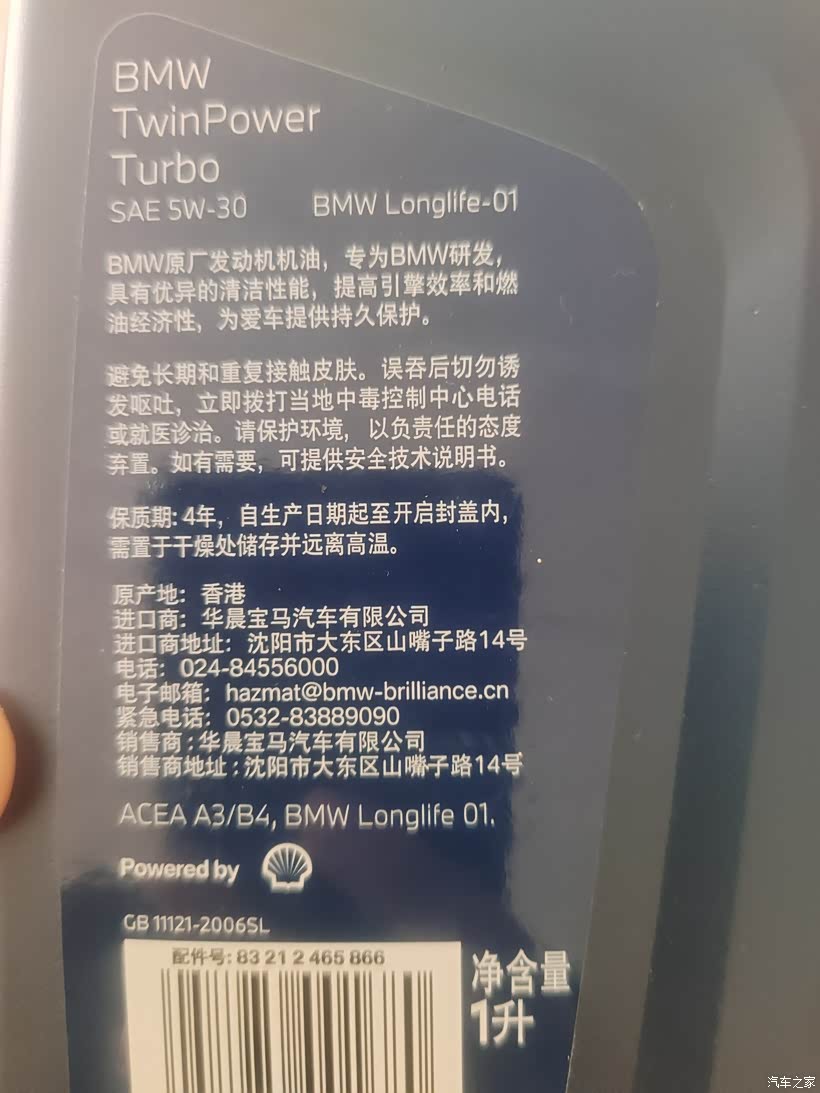 BMW
TwinPower
Turbo
SAE 5W-30 BMW Longlife-01
BMW原厂发动机机油，专为BMW研发，
具有优异的清洁性能，提高引擎效率和燃
油经济性，为爱车提供持久保护。
避免长期和重复接触皮肤。误吞后切勿诱
发呕吐，立即拨打当地中毒控制中心电话
或就医诊治。请保护环境，以负责任的态度
弃置。如有需要，可提供安全技术说明书。
保质期：4年，自生产日期起至开启封盖内，
需置于干燥处储存并远离高温。
原产地：香港
进口商：华晨宝马汽车有限公司
进口商地址：沈阳市大东区山嘴子路14号
电话：024-84556000
电子邮箱：hazmat@bmw-brilliance.cn
紧急电话：0532-83889090
销售商：华晨宝马汽车有限公司
销售商地址：沈阳市大东区山嘴子路14号
ACEA A3/B4, BMW Longlife 01.
Powered by
GB 11121-2006SL
配件号: 83 21 2 465 866
净含量
1升
汽车之家